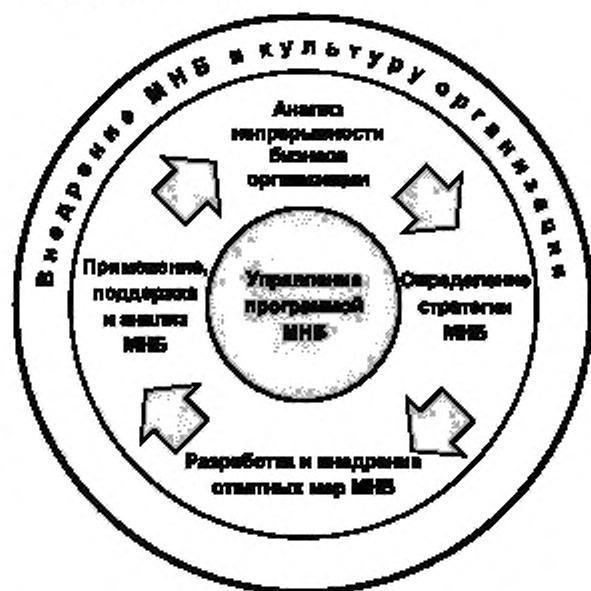 Внедрение МНБ в культуру организации
Анализ
непрерывности
бизнеса
организации
Применение,
поддержка
и анализ
МНБ
Управление
программой
МНБ
Определение
стратегии
МНБ
Разработка и внедрение
ответных мер МНБ